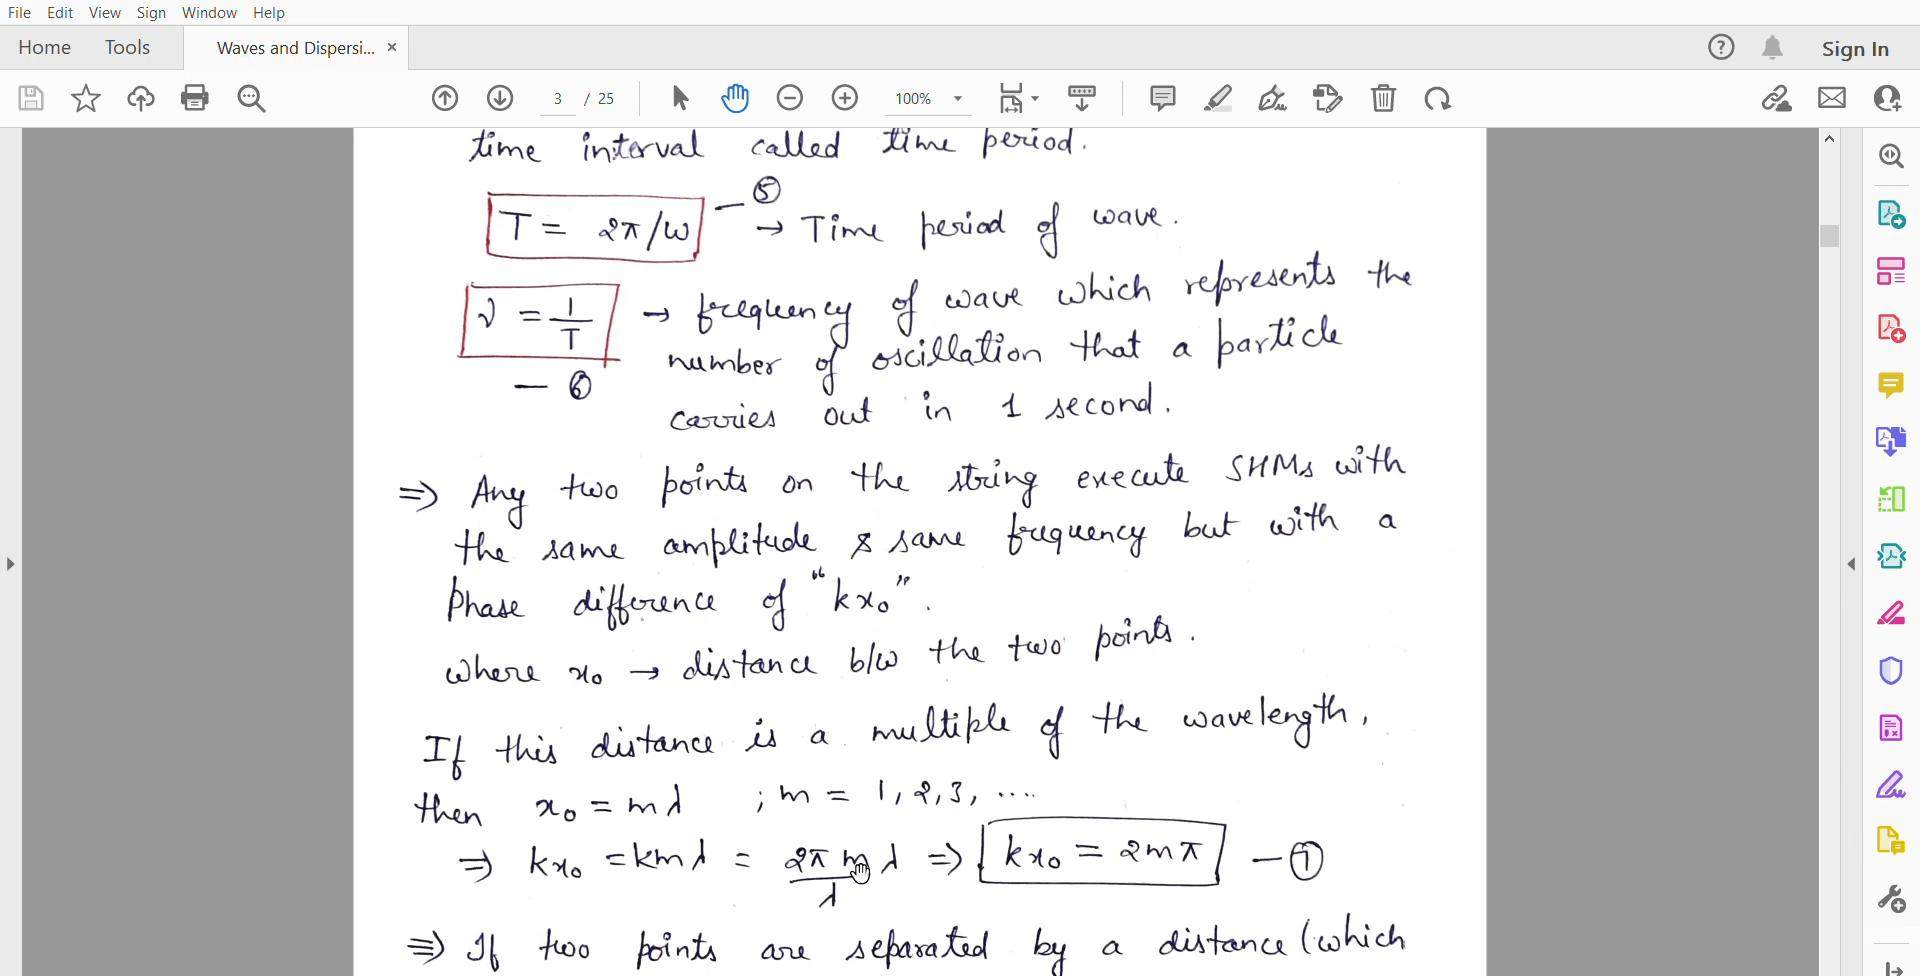 File Edit View Sign Window Help
Home Tools Waves and Dispersi... × Sign In
3 / 25 100%
time interval called time period.
T = 2π/ω — ⑤ → Time period of wave.
ν = 1/T → frequency of wave which represents the
number of oscillation that a particle
— ⑥
carries out in 1 second.
⇒ Any two points on the string execute SHMs with
the same amplitude & same frequency but with a
phase difference of "kx₀".
where x₀ → distance b/w the two points.
If this distance is a multiple of the wavelength,
then x₀ = mλ ; m = 1, 2, 3, ....
⇒ kx₀ = kmλ = 2π m λ / λ ⇒ kx₀ = 2mπ — ⑦
⇒ If two points are separated by a distance (which